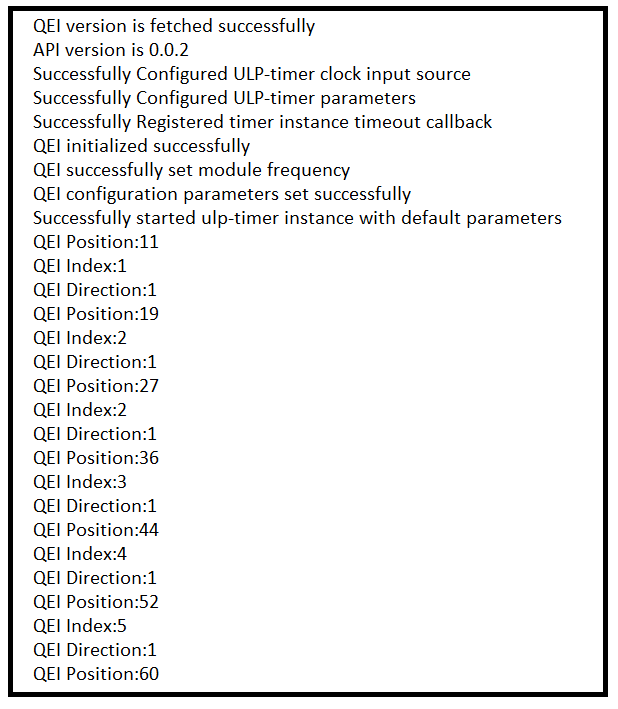 QEI version is fetched successfully
API version is 0.0.2
Successfully Configured ULP-timer clock input source
Successfully Configured ULP-timer parameters
Successfully Registered timer instance timeout callback
QEI initialized successfully
QEI successfully set module frequency
QEI configuration parameters set successfully
Successfully started ulp-timer instance with default parameters
QEI Position:11
QEI Index:1
QEI Direction:1
QEI Position:19
QEI Index:2
QEI Direction:1
QEI Position:27
QEI Index:2
QEI Direction:1
QEI Position:36
QEI Index:3
QEI Direction:1
QEI Position:44
QEI Index:4
QEI Direction:1
QEI Position:52
QEI Index:5
QEI Direction:1
QEI Position:60